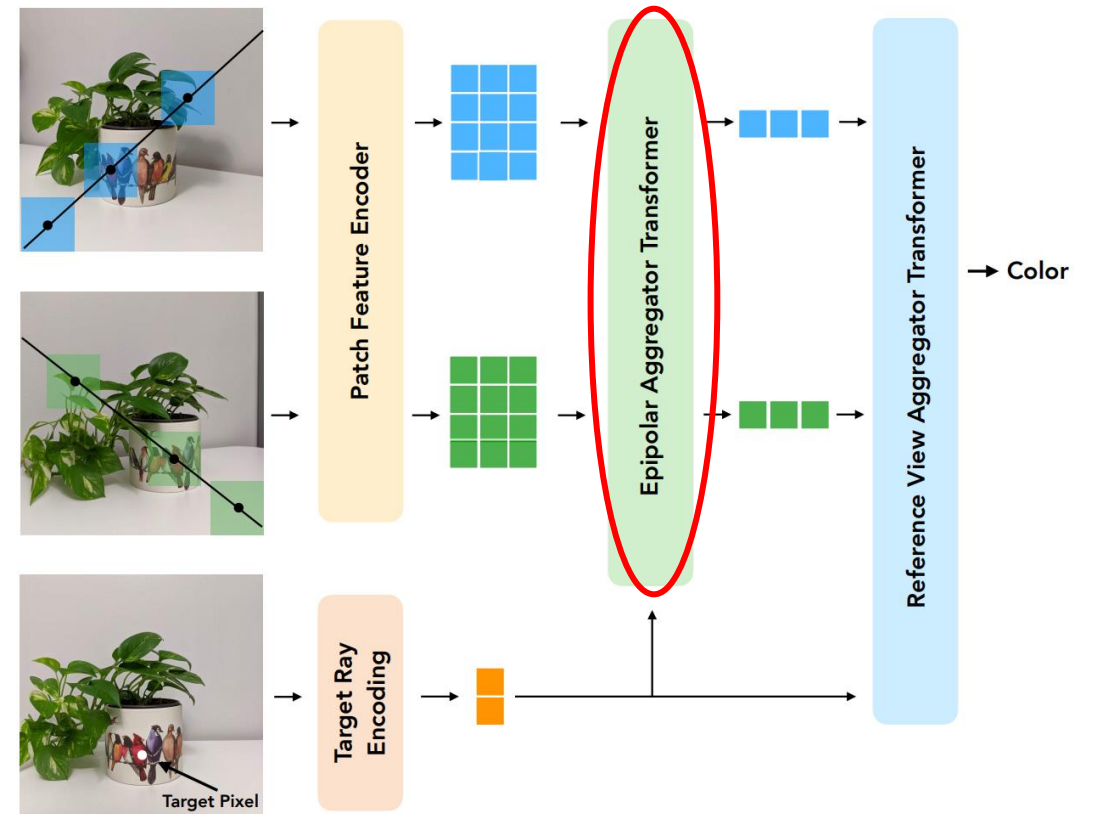 Patch Feature Encoder
Epipolar Aggregator Transformer
Reference View Aggregator Transformer
Color
Target Ray
Encoding
Target Pixel